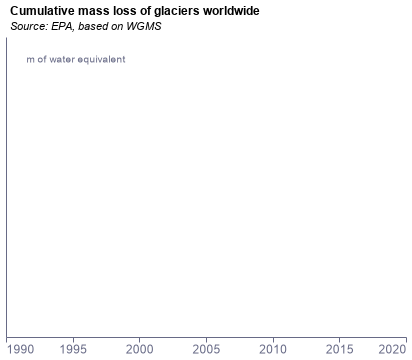 Cumulative mass loss of glaciers worldwide
Source: EPA, based on WGMS
m of water equivalent
1990 1995 2000 2005 2010 2015 2020